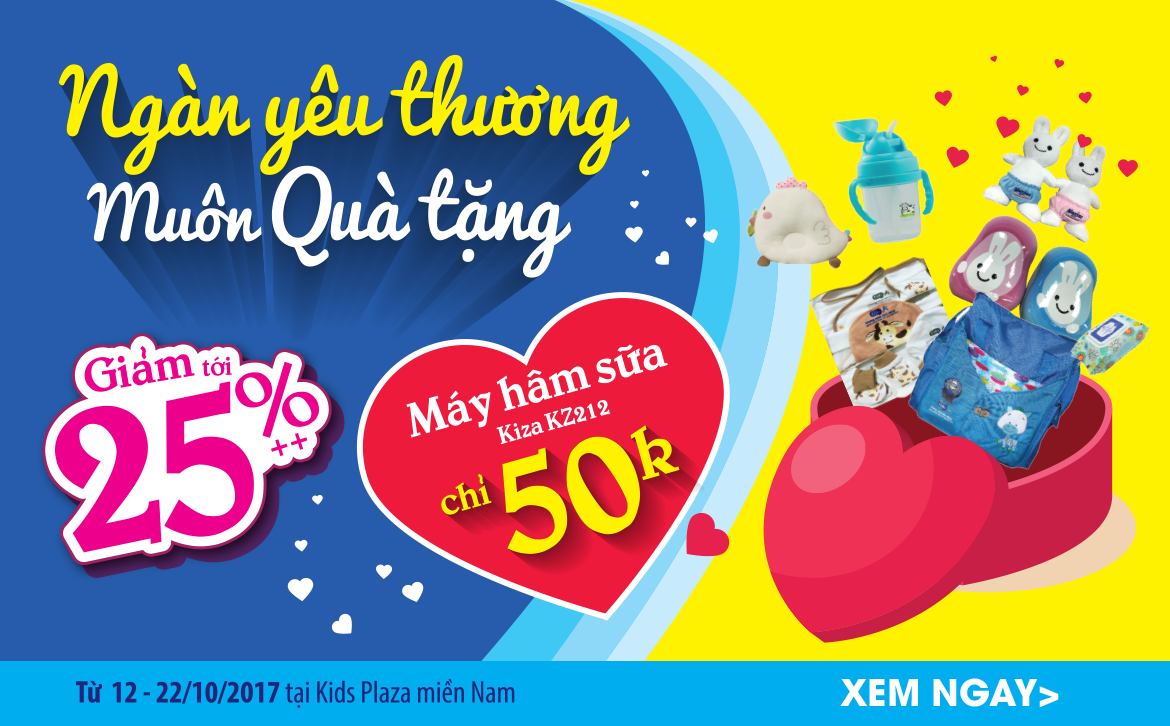 Ngàn yêu thương
Muôn Quà tặng
Giảm tới
25%
++
Máy hâm sữa
Kiza KZ212
chỉ 50k
Từ 12 - 22/10/2017 tại Kids Plaza miền Nam
XEM NGAY>